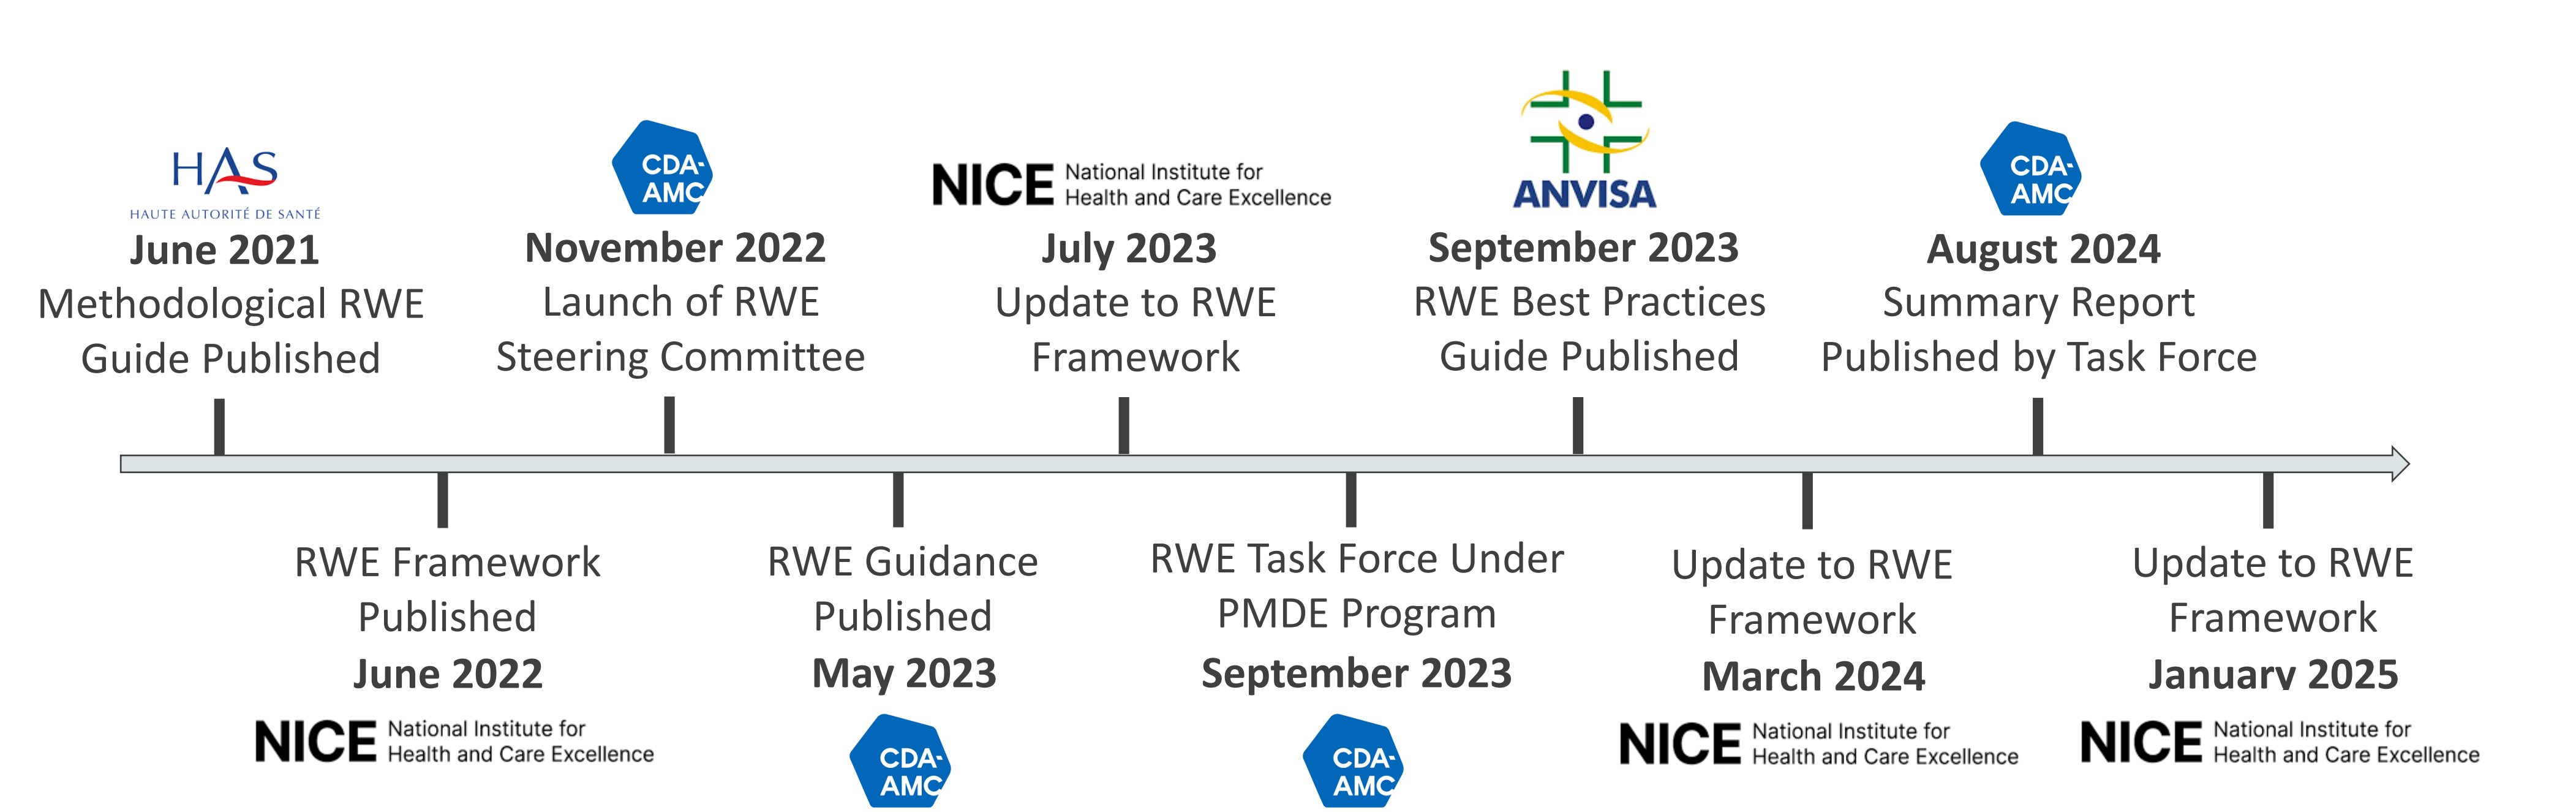 HAS
HAUTE AUTORITÉ DE SANTÉ
June 2021
Methodological RWE
Guide Published
RWE Framework
Published
June 2022
NICE National Institute for
Health and Care Excellence
CDA-
AMC
November 2022
Launch of RWE
Steering Committee
RWE Guidance
Published
May 2023
CDA-
AMC
NICE National Institute for
Health and Care Excellence
July 2023
Update to RWE
Framework
RWE Task Force Under
PMDE Program
September 2023
CDA-
AMC
ANVISA
September 2023
RWE Best Practices
Guide Published
Update to RWE
Framework
March 2024
NICE National Institute for
Health and Care Excellence
CDA-
AMC
August 2024
Summary Report
Published by Task Force
Update to RWE
Framework
January 2025
NICE National Institute for
Health and Care Excellence